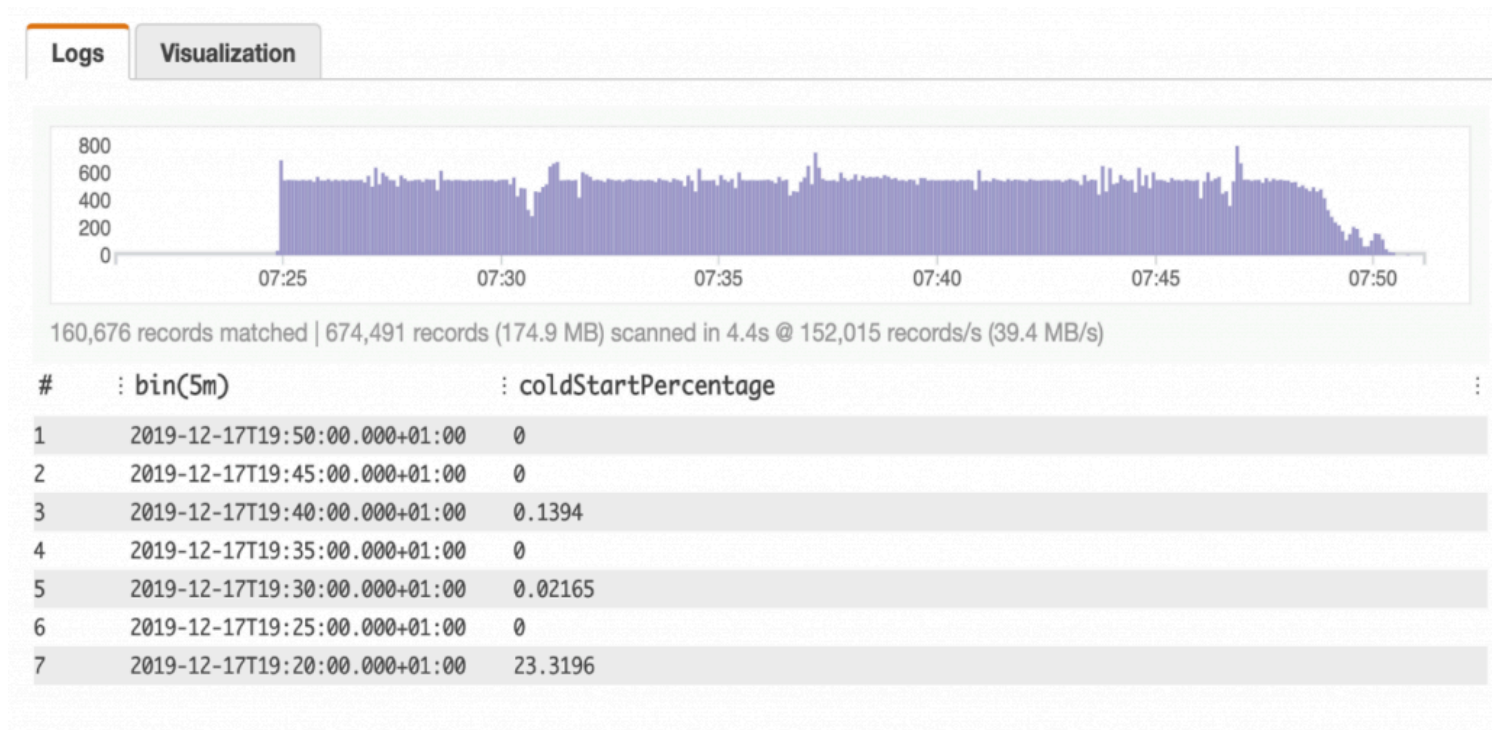 Logs Visualization
800
600
400
200
0
07:25 07:30 07:35 07:40 07:45 07:50
160,676 records matched | 674,491 records (174.9 MB) scanned in 4.4s @ 152,015 records/s (39.4 MB/s)
# : bin(5m) : coldStartPercentage :
1 2019-12-17T19:50:00.000+01:00 0
2 2019-12-17T19:45:00.000+01:00 0
3 2019-12-17T19:40:00.000+01:00 0.1394
4 2019-12-17T19:35:00.000+01:00 0
5 2019-12-17T19:30:00.000+01:00 0.02165
6 2019-12-17T19:25:00.000+01:00 0
7 2019-12-17T19:20:00.000+01:00 23.3196